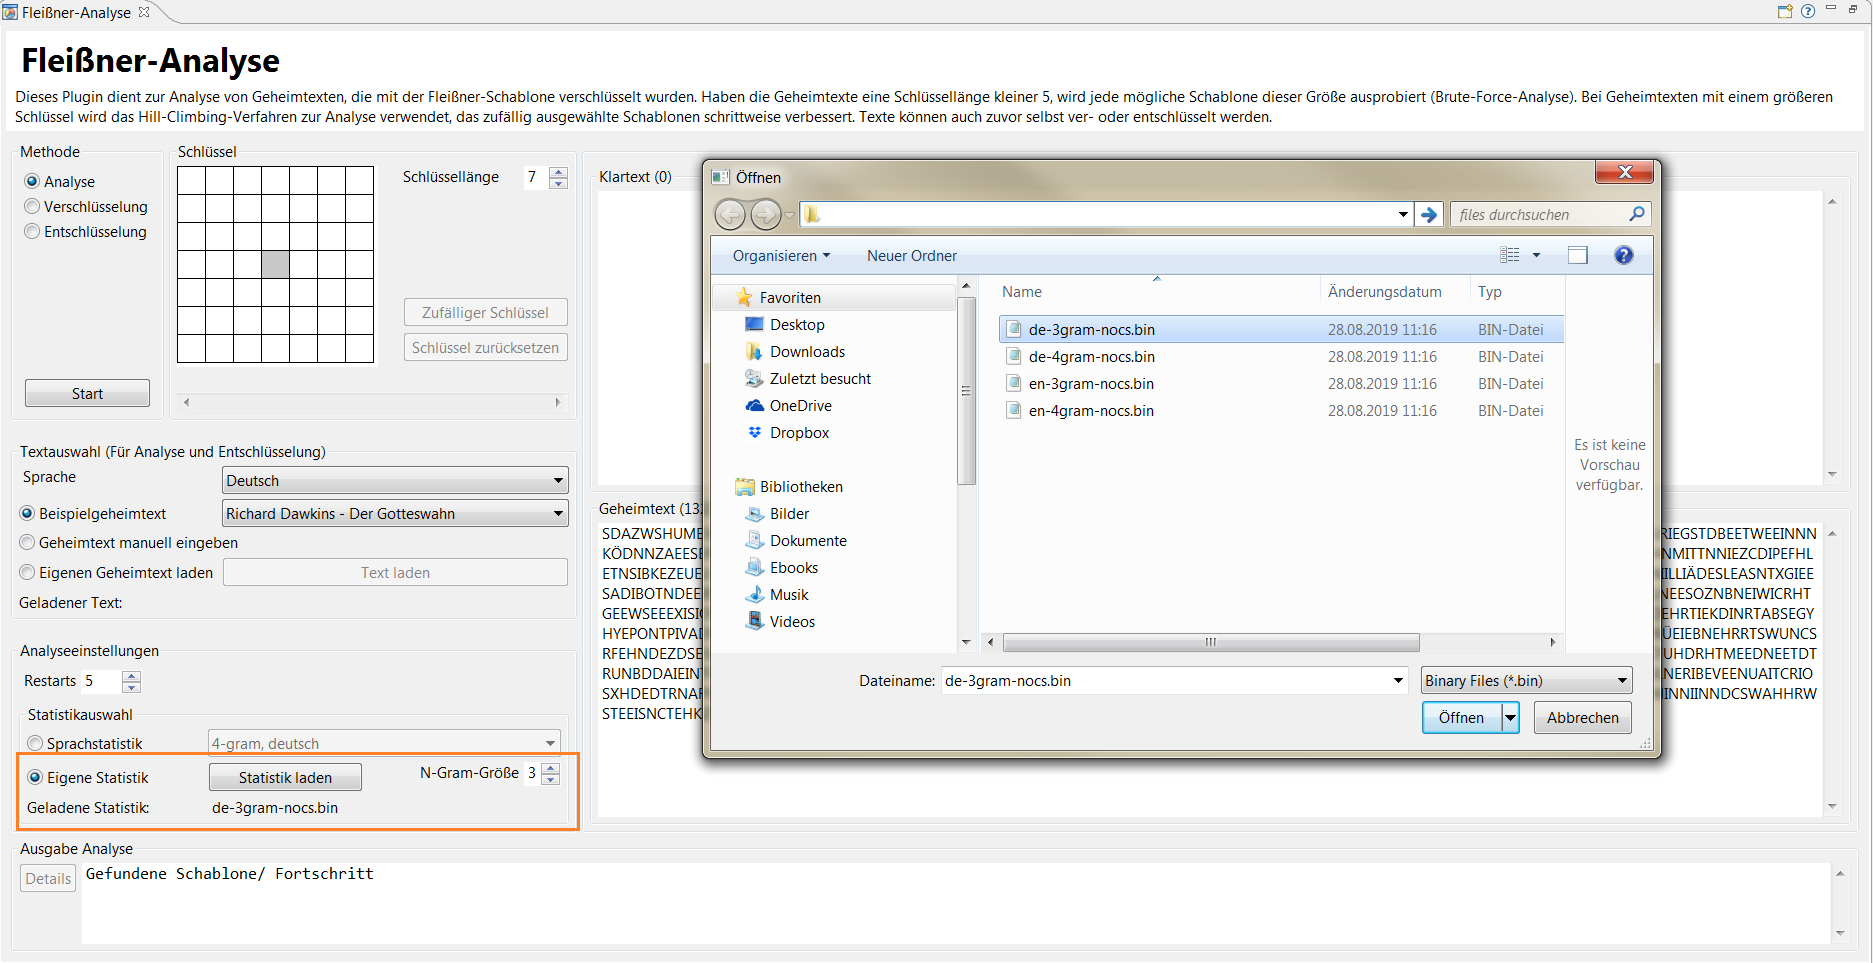 Fleißner-Analyse
Fleißner-Analyse
Dieses Plugin dient zur Analyse von Geheimtexten, die mit der Fleißner-Schablone verschlüsselt wurden. Haben die Geheimtexte eine Schlüssellänge kleiner 5, wird jede mögliche Schablone dieser Größe ausprobiert (Brute-Force-Analyse). Bei Geheimtexten mit einem größeren
Schlüssel wird das Hill-Climbing-Verfahren zur Analyse verwendet, das zufällig ausgewählte Schablonen schrittweise verbessert. Texte können auch zuvor selbst ver- oder entschlüsselt werden.
Methode
Analyse
Verschlüsselung
Entschlüsselung
Start
Schlüssel
Schlüssellänge 7
Zufälliger Schlüssel
Schlüssel zurücksetzen
Textauswahl (Für Analyse und Entschlüsselung)
Sprache Deutsch
Beispielgeheimtext Richard Dawkins - Der Gotteswahn
Geheimtext manuell eingeben
Eigenen Geheimtext laden Text laden
Geladener Text:
Analyseeinstellungen
Restarts 5
Statistikauswahl
Sprachstatistik 4-gram, deutsch
Eigene Statistik Statistik laden N-Gram-Größe 3
Geladene Statistik: de-3gram-nocs.bin
Klartext (0)
Geheimtext (13
SDAZWSHUME
KÖDNNZAEESE
ETNSIBKEZEUE
SADIBOTNDEE
GEEWSEEEXISI
HYEPONTPIVAD
RFEHNDEZDSE
RUNBDDAIEIN
SXHDEDTRNAF
STEEISNCTEHK
RIEGSTDBEETWEEINNN
NMITTNNIEZCDIPEFHL
ILLIÄDESLEASNTXGIEE
NEESOZNBNEIWICRHT
EHRTIEKDINRTABSEGY
ÜEIEBNEHRRTSWUNCS
UHDRHTMEEDNEETDT
NERIBEVEENUAITCRIO
INNIINNDCSWAHHRW
Öffnen
files durchsuchen
Organisieren
Neuer Ordner
Favoriten
Desktop
Downloads
Zuletzt besucht
OneDrive
Dropbox
Bibliotheken
Bilder
Dokumente
Ebooks
Musik
Videos
Name Änderungsdatum Typ
de-3gram-nocs.bin 28.08.2019 11:16 BIN-Datei
de-4gram-nocs.bin 28.08.2019 11:16 BIN-Datei
en-3gram-nocs.bin 28.08.2019 11:16 BIN-Datei
en-4gram-nocs.bin 28.08.2019 11:16 BIN-Datei
Es ist keine
Vorschau
verfügbar.
Dateiname: de-3gram-nocs.bin Binary Files (*.bin)
Öffnen Abbrechen
Ausgabe Analyse
Details
Gefundene Schablone/ Fortschritt